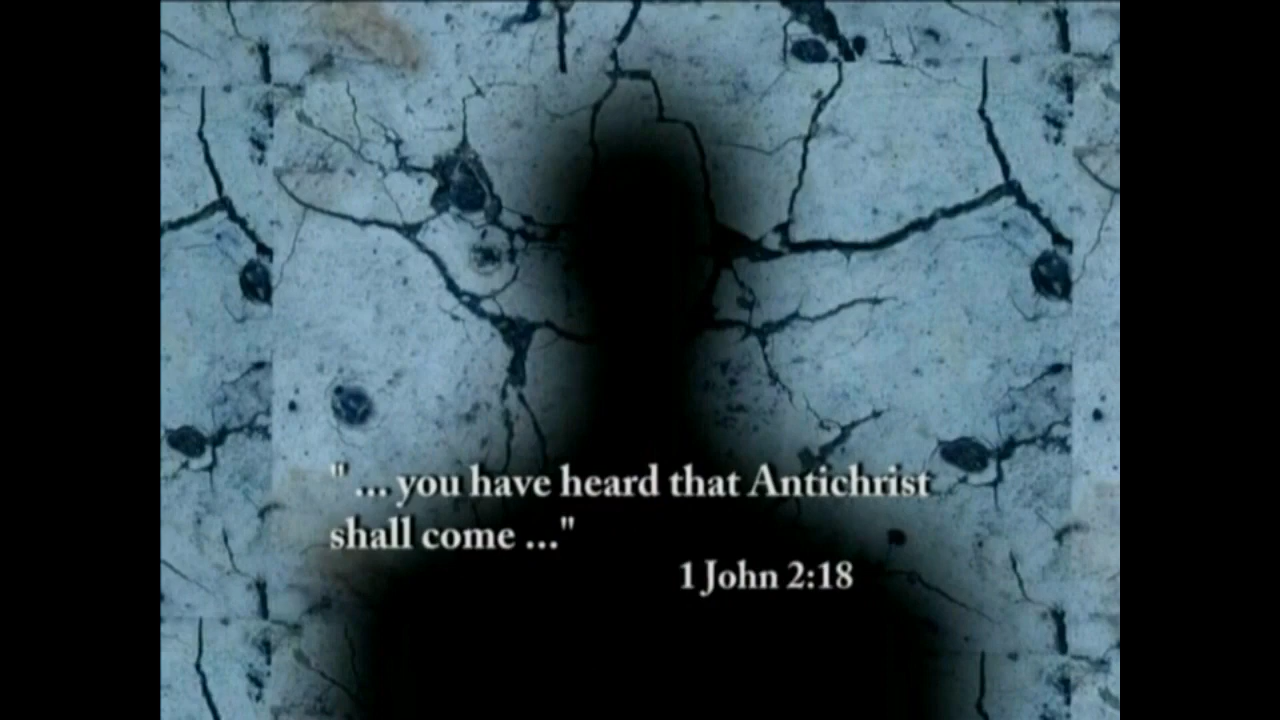 "... you have heard that Antichrist
shall come ..."
1 John 2:18